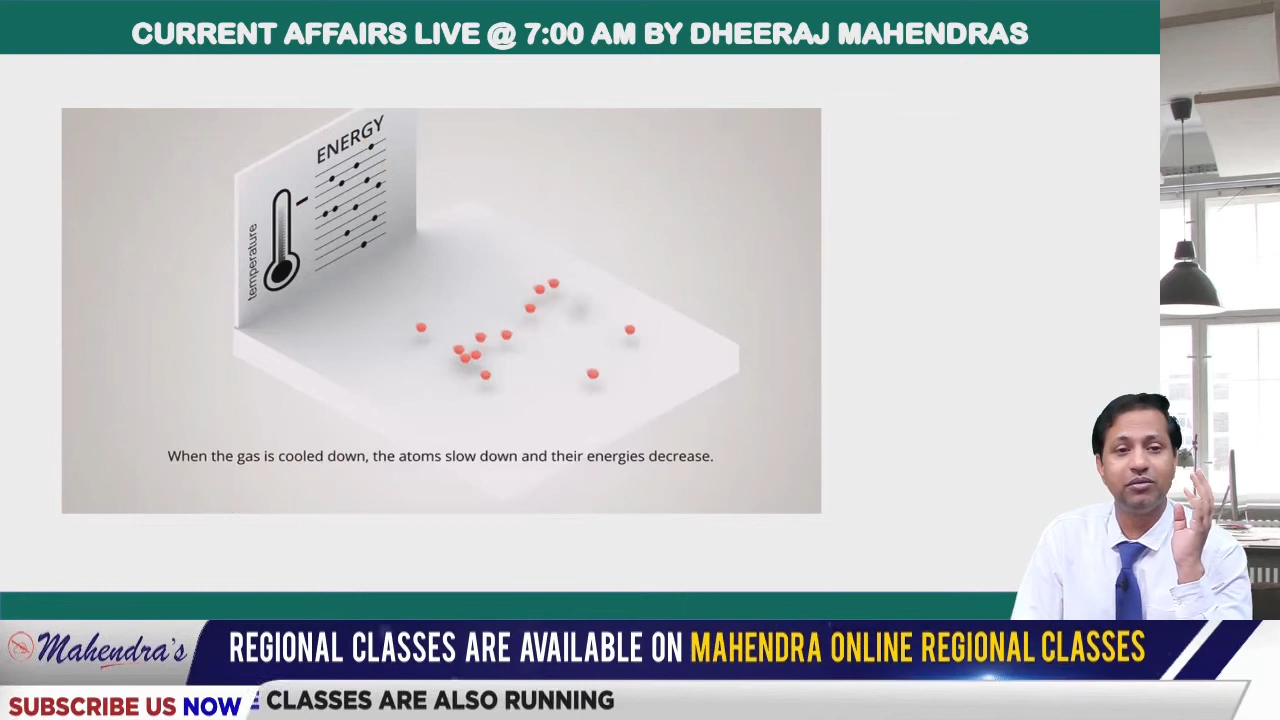 CURRENT AFFAIRS LIVE @ 7:00 AM BY DHEERAJ MAHENDRAS
ENERGY
temperature
When the gas is cooled down, the atoms slow down and their energies decrease.
Mahendra's
REGIONAL CLASSES ARE AVAILABLE ON MAHENDRA ONLINE REGIONAL CLASSES
SUBSCRIBE US NOW
E CLASSES ARE ALSO RUNNING